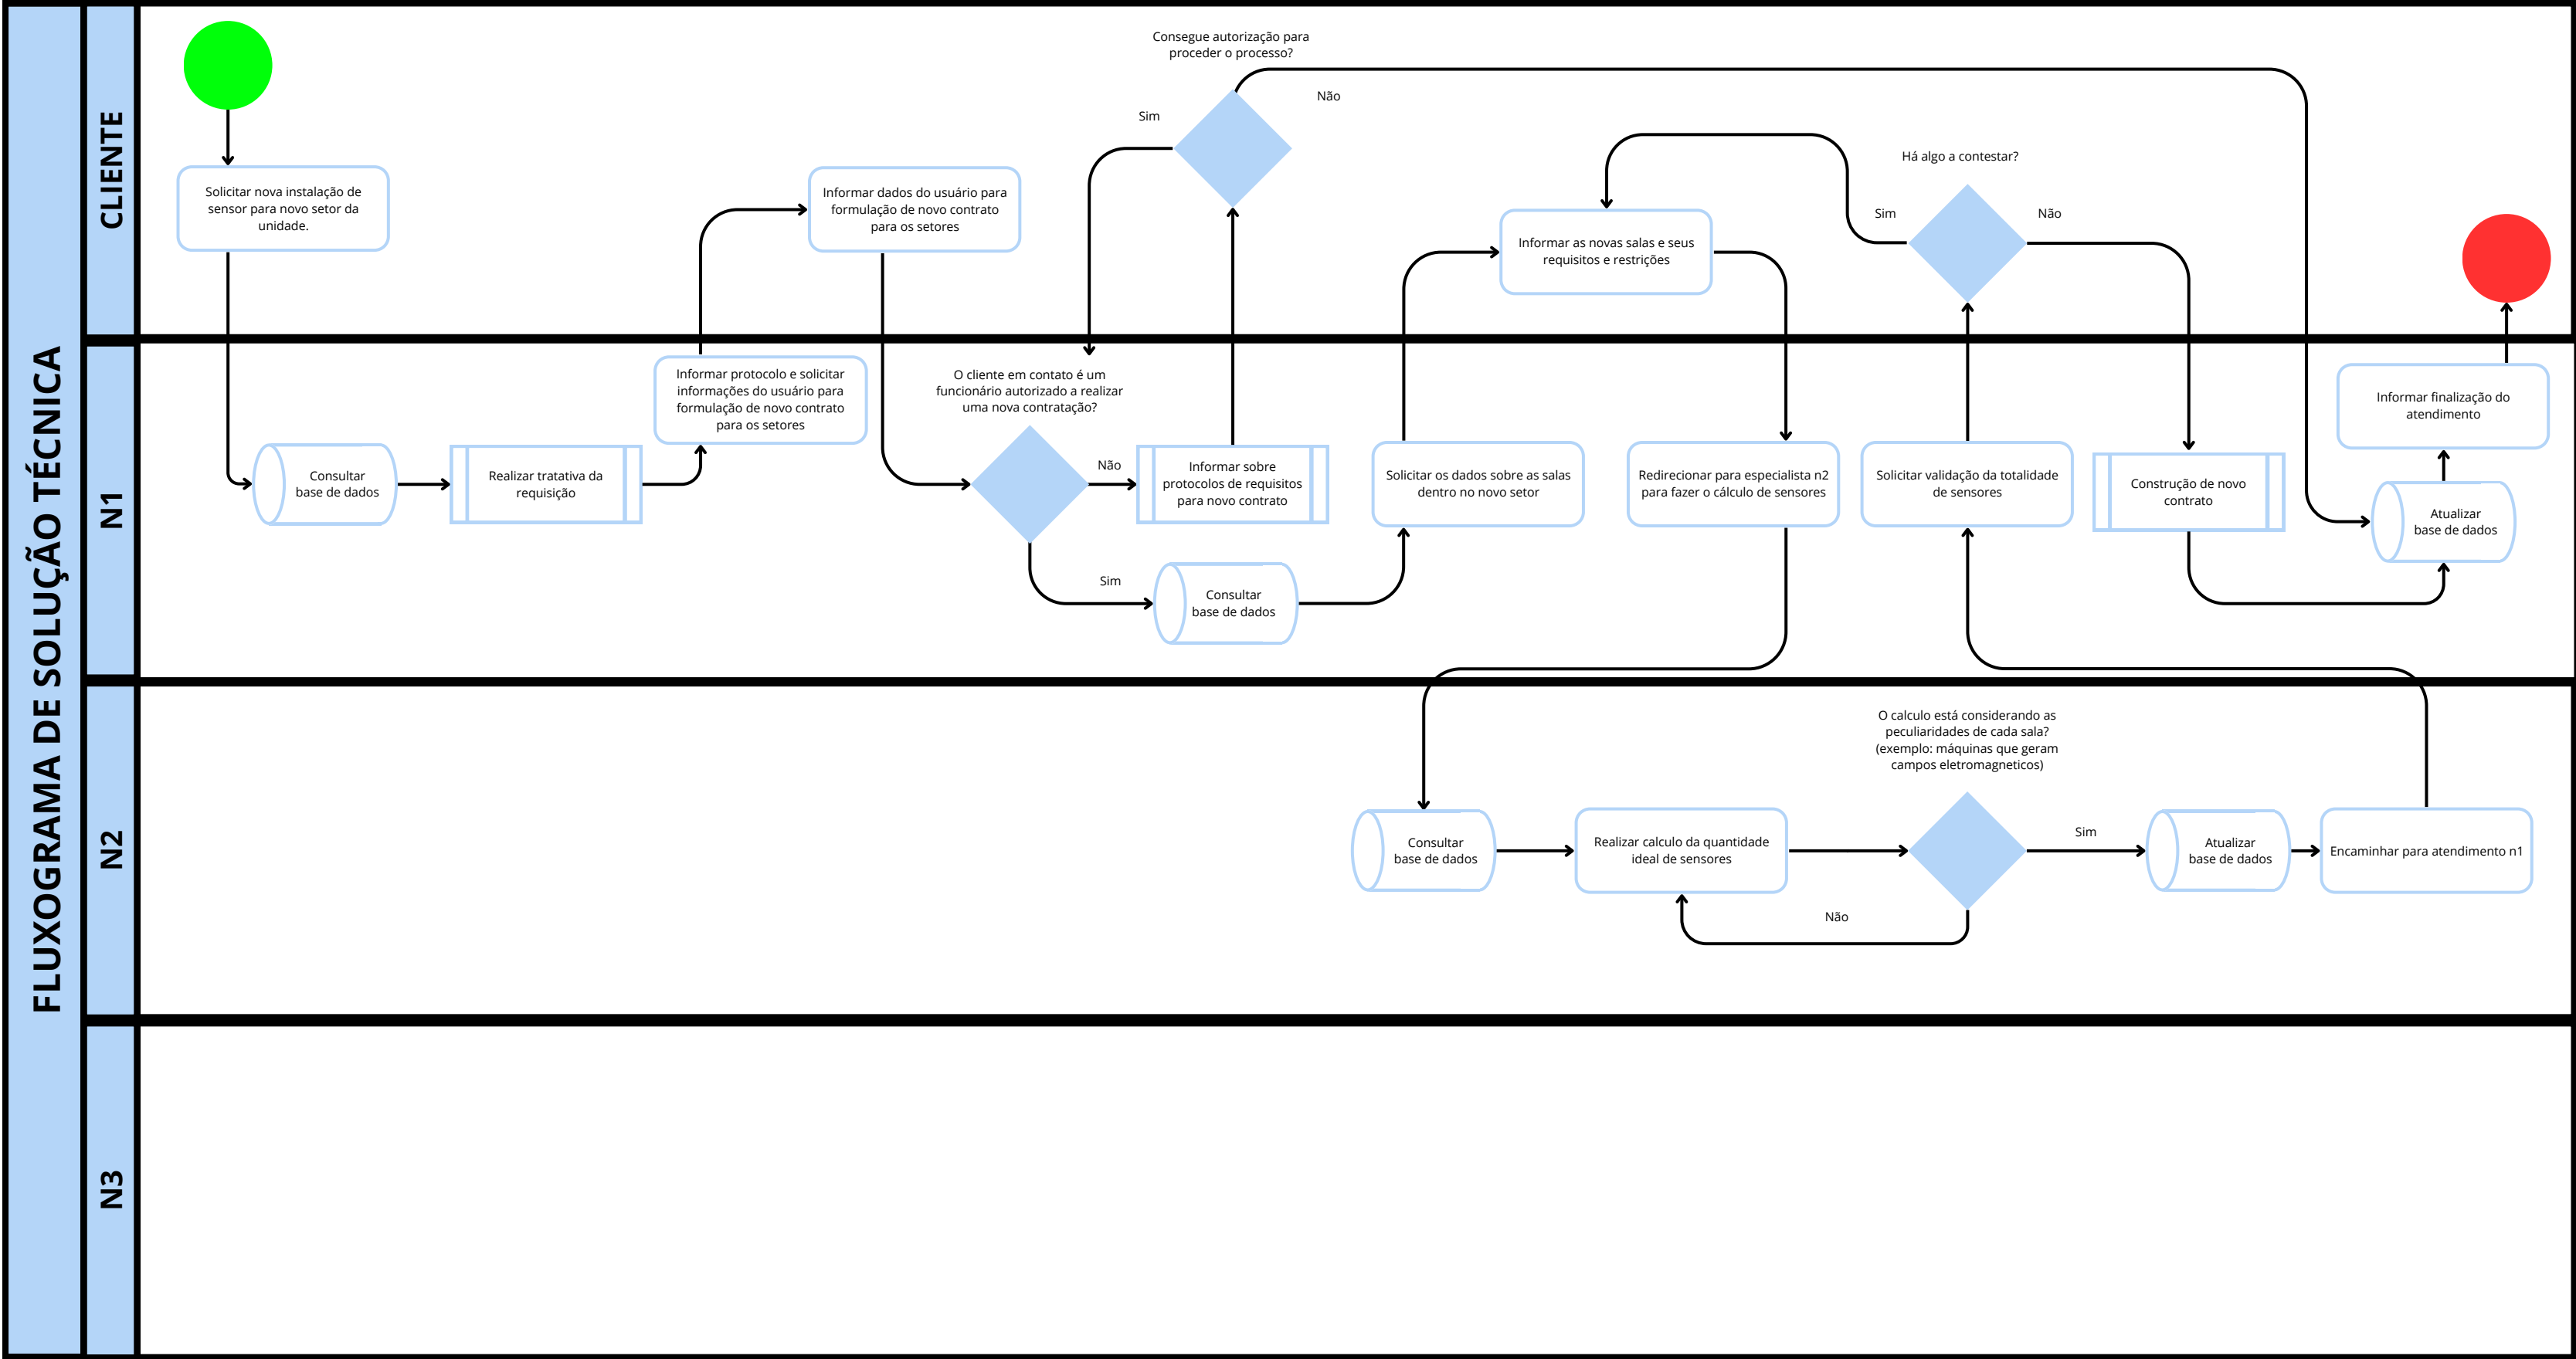 FLUXOGRAMA DE SOLUÇÃO TÉCNICA
CLIENTE
Solicitar nova instalação de
sensor para novo setor da
unidade.
Informar dados do usuário para
formulação de novo contrato
para os setores
Consegue autorização para
proceder o processo?
Sim
Não
Informar as novas salas e seus
requisitos e restrições
Há algo a contestar?
Sim
Não
N1
Consultar
base de dados
Realizar tratativa da
requisição
Informar protocolo e solicitar
informações do usuário para
formulação de novo contrato
para os setores
O cliente em contato é um
funcionário autorizado a realizar
uma nova contratação?
Não
Sim
Informar sobre
protocolos de requisitos
para novo contrato
Consultar
base de dados
Solicitar os dados sobre as salas
dentro no novo setor
Redirecionar para especialista n2
para fazer o cálculo de sensores
Solicitar validação da totalidade
de sensores
Construção de novo
contrato
Informar finalização do
atendimento
Atualizar
base de dados
N2
Consultar
base de dados
Realizar calculo da quantidade
ideal de sensores
O calculo está considerando as
peculiaridades de cada sala?
(exemplo: máquinas que geram
campos eletromagneticos)
Sim
Não
Atualizar
base de dados
Encaminhar para atendimento n1
N3